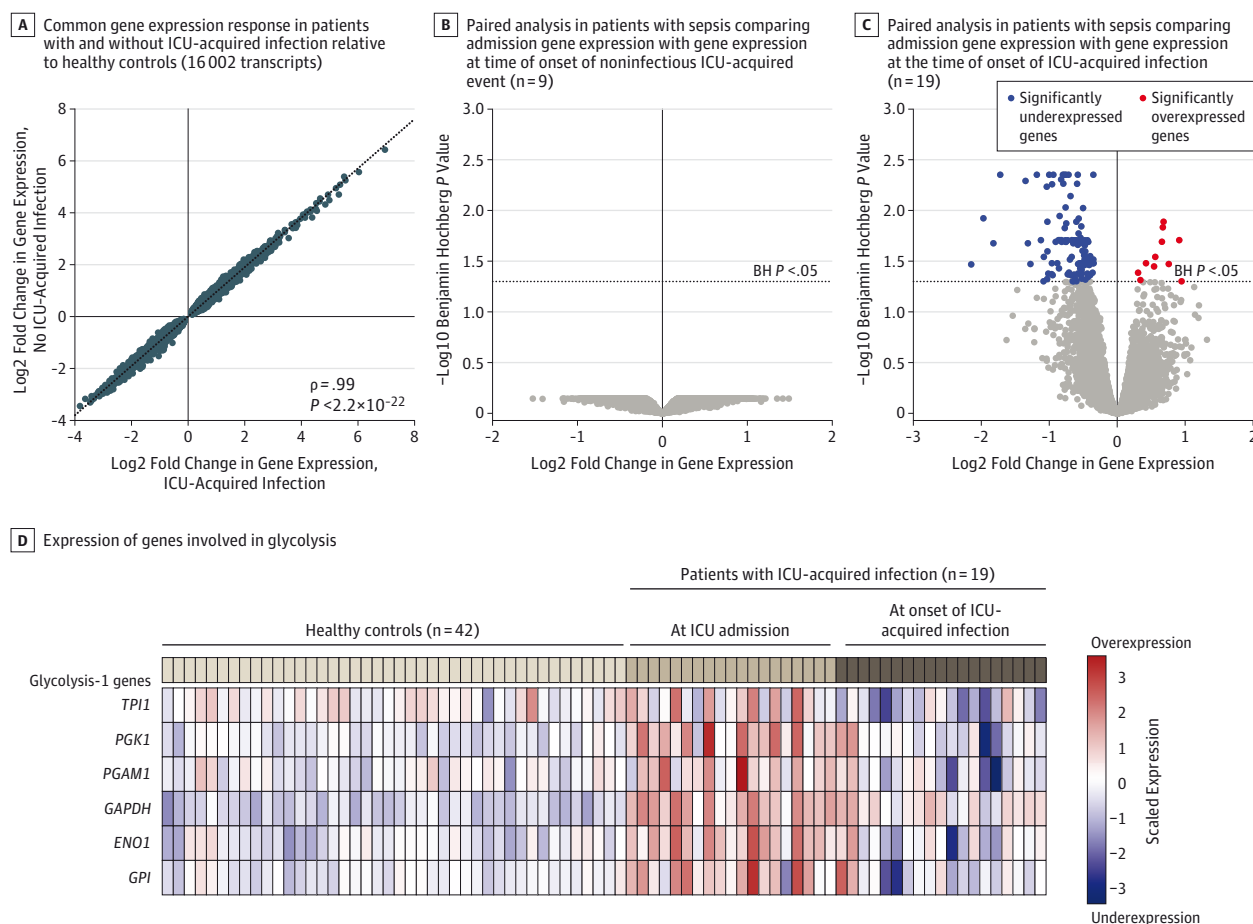 A Common gene expression response in patients
with and without ICU-acquired infection relative
to healthy controls (16 002 transcripts)
Log2 Fold Change in Gene Expression,
No ICU-Acquired Infection
8
6
4
2
0
−2
−4
ρ = .99
P <2.2×10−22
−4 −2 0 2 4 6 8
Log2 Fold Change in Gene Expression,
ICU-Acquired Infection
B Paired analysis in patients with sepsis comparing
admission gene expression with gene expression
at time of onset of noninfectious ICU-acquired
event (n = 9)
−Log10 Benjamin Hochberg P Value
3.0
2.5
2.0
1.5
1.0
0.5
0
BH P <.05
−2 −1 0 1 2
Log2 Fold Change in Gene Expression
C Paired analysis in patients with sepsis comparing
admission gene expression with gene expression
at the time of onset of ICU-acquired infection
(n = 19)
Significantly
underexpressed
genes
Significantly
overexpressed
genes
−Log10 Benjamin Hochberg P Value
3.0
2.5
2.0
1.5
1.0
0.5
0
BH P <.05
−3 −2 −1 0 1 2
Log2 Fold Change in Gene Expression
D Expression of genes involved in glycolysis
Patients with ICU-acquired infection (n = 19)
Healthy controls (n = 42)
At ICU admission
At onset of ICU-
acquired infection
Glycolysis-1 genes
TPI1
PGK1
PGAM1
GAPDH
ENO1
GPI
Overexpression
3
2
1
0
−1
−2
−3
Scaled Expression
Underexpression